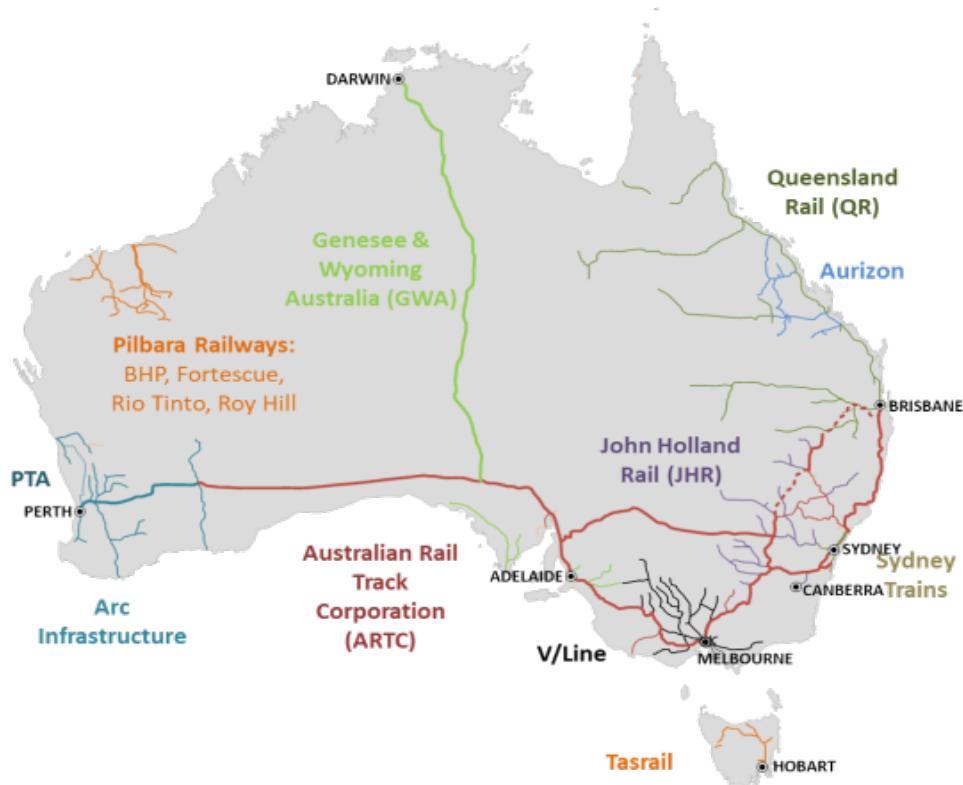 DARWIN
Queensland
Rail (QR)
Genesee &
Wyoming
Australia (GWA)
Aurizon
Pilbara Railways:
BHP, Fortescue,
Rio Tinto, Roy Hill
BRISBANE
John Holland
Rail (JHR)
PTA
PERTH
SYDNEY
Sydney
Trains
Australian Rail
Track
Corporation
(ARTC)
ADELAIDE
CANBERRA
Arc
Infrastructure
V/Line
MELBOURNE
Tasrail
HOBART